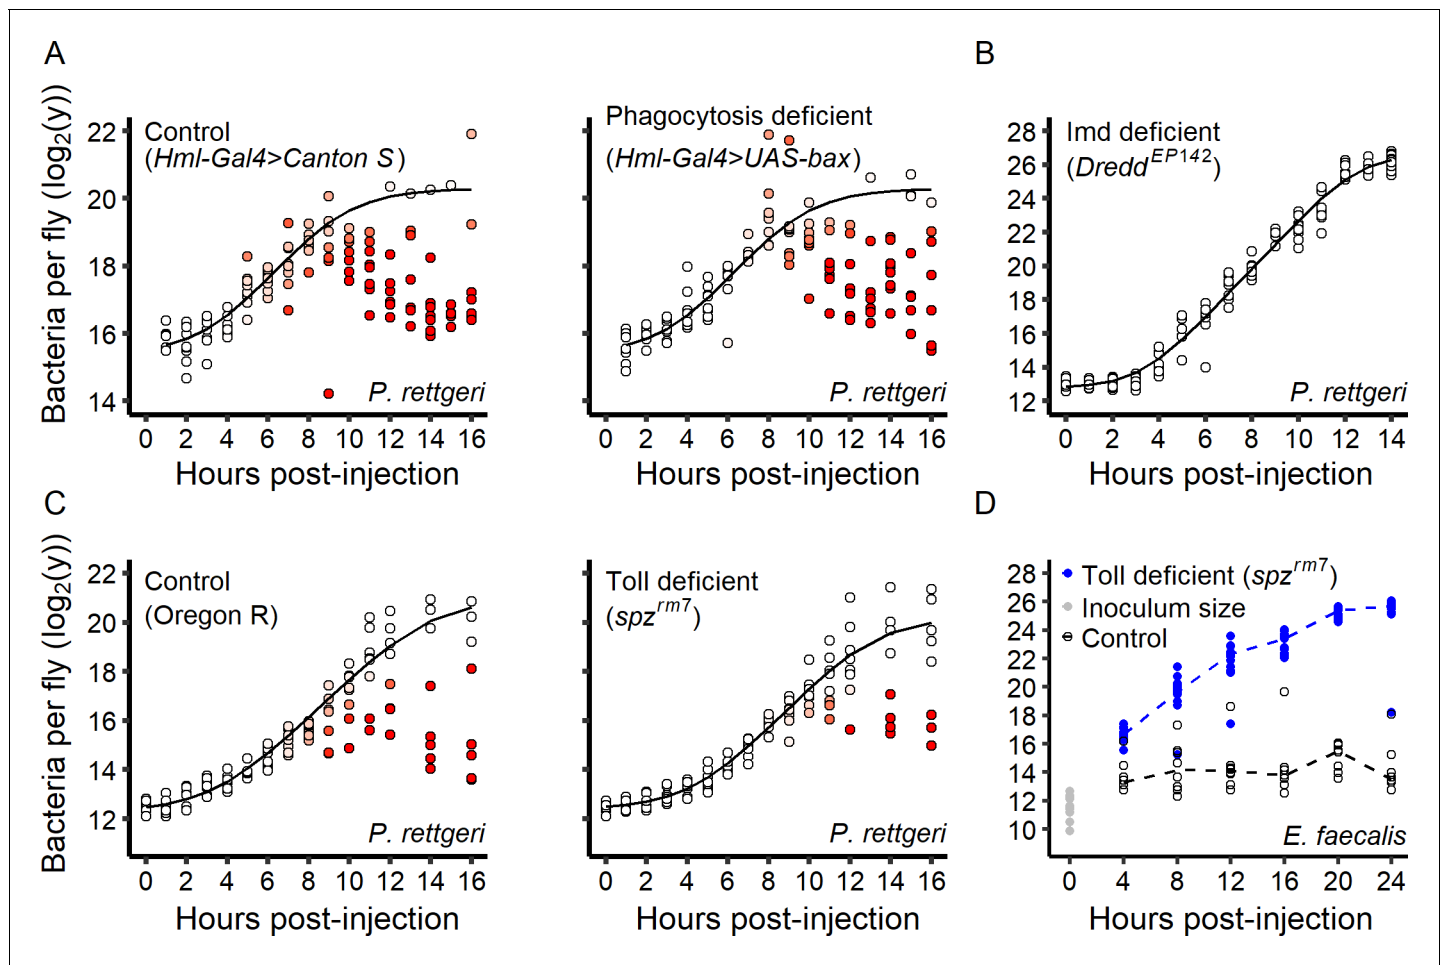 A
B
Bacteria per fly (log2(y))
22
20
18
16
14
Control
(Hml-Gal4>Canton S)
P. rettgeri
0 2 4 6 8 10 12 14 16
Hours post-injection
Phagocytosis deficient
(Hml-Gal4>UAS-bax)
P. rettgeri
0 2 4 6 8 10 12 14 16
Hours post-injection
28
26
24
22
20
18
16
14
12
Imd deficient
(Dredd^EP142)
P. rettgeri
0 2 4 6 8 10 12 14
Hours post-injection
C
D
Bacteria per fly (log2(y))
22
20
18
16
14
12
Control
(Oregon R)
P. rettgeri
0 2 4 6 8 10 12 14 16
Hours post-injection
Toll deficient
(spz^rm7)
P. rettgeri
0 2 4 6 8 10 12 14 16
Hours post-injection
28
26
24
22
20
18
16
14
12
10
Toll deficient (spz^rm7)
Inoculum size
Control
E. faecalis
0 4 8 12 16 20 24
Hours post-injection